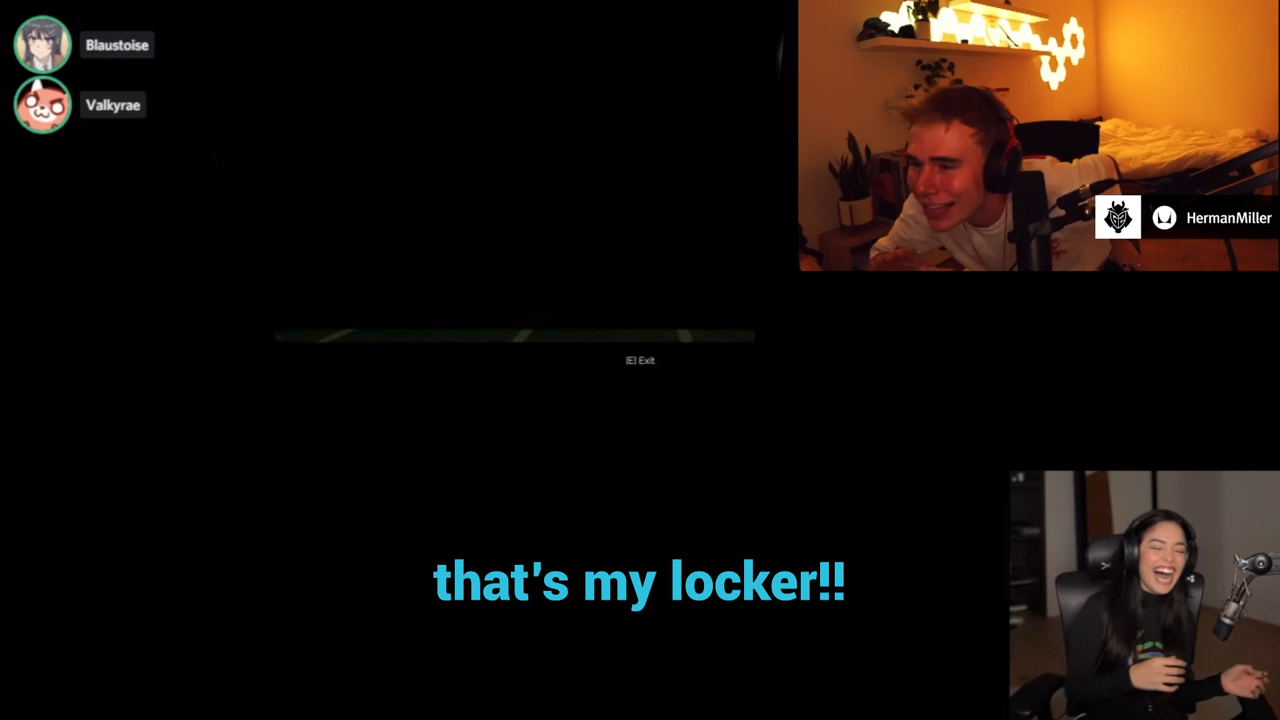 Blaustoise
Valkyrae
HermanMiller
[E] Exit
that's my locker!!